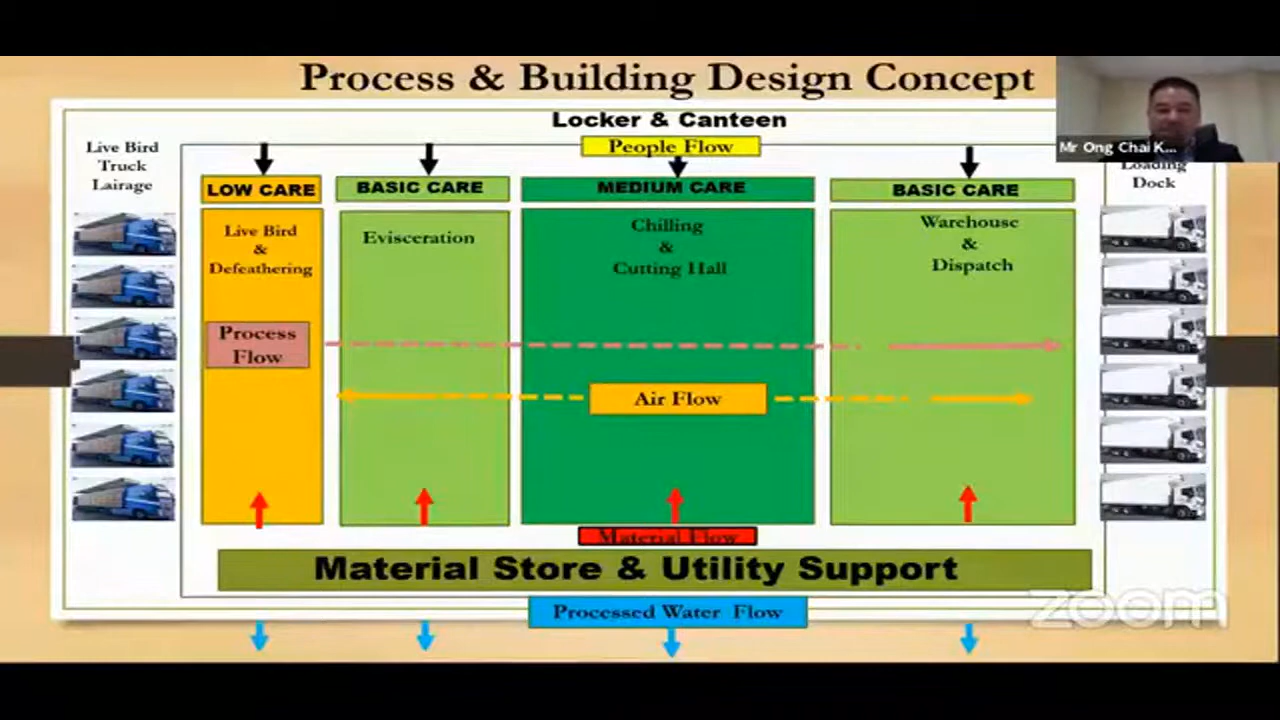 Process & Building Design Concept
Locker & Canteen
People Flow
Mr Ong Chai K...
Live Bird
Truck
Lairage
Loading
Dock
LOW CARE
BASIC CARE
MEDIUM CARE
BASIC CARE
Live Bird
&
Defeathering
Evisceration
Chilling
&
Cutting Hall
Warehouse
&
Dispatch
Process
Flow
Air Flow
Material Flow
Material Store & Utility Support
Processed Water Flow
zoom